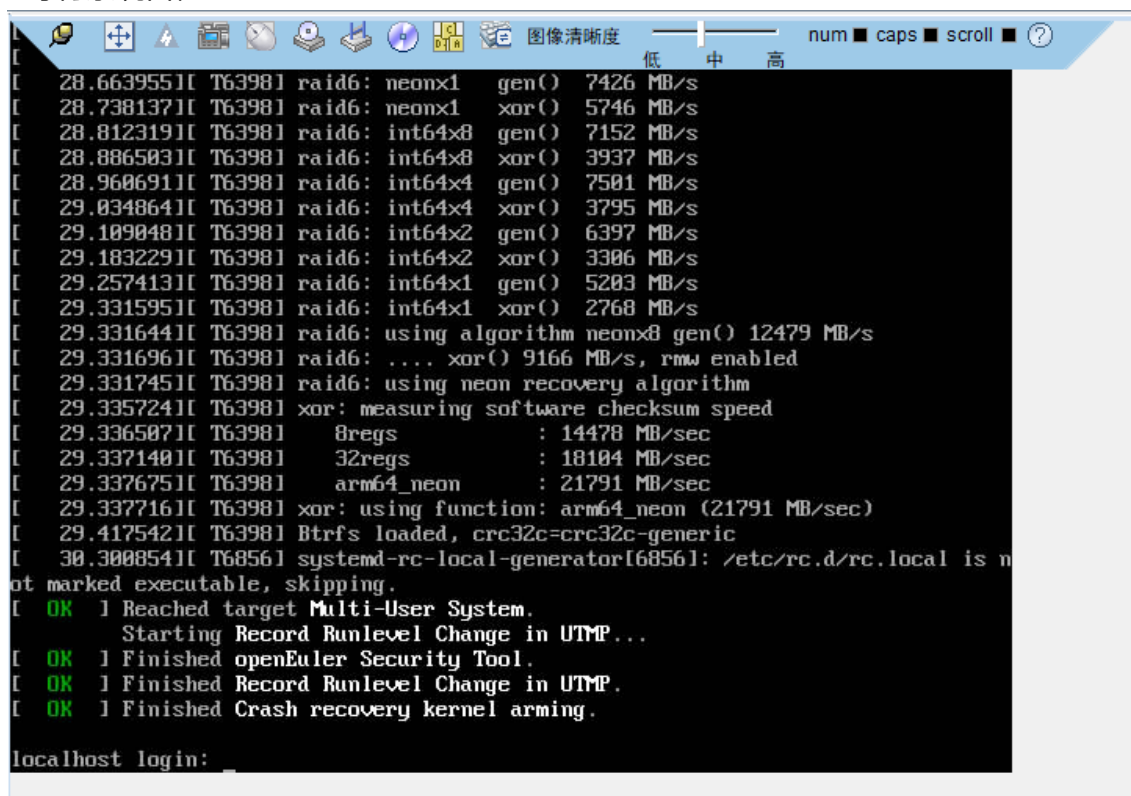 图像清晰度
低 中 高
num caps scroll ?
[
[
[ 28.663955][ T6398] raid6: neonx1 gen() 7426 MB/s
[ 28.738137][ T6398] raid6: neonx1 xor() 5746 MB/s
[ 28.812319][ T6398] raid6: int64x8 gen() 7152 MB/s
[ 28.886503][ T6398] raid6: int64x8 xor() 3937 MB/s
[ 28.960691][ T6398] raid6: int64x4 gen() 7501 MB/s
[ 29.034864][ T6398] raid6: int64x4 xor() 3795 MB/s
[ 29.109048][ T6398] raid6: int64x2 gen() 6397 MB/s
[ 29.183229][ T6398] raid6: int64x2 xor() 3306 MB/s
[ 29.257413][ T6398] raid6: int64x1 gen() 5203 MB/s
[ 29.331595][ T6398] raid6: int64x1 xor() 2768 MB/s
[ 29.331644][ T6398] raid6: using algorithm neonx8 gen() 12479 MB/s
[ 29.331696][ T6398] raid6: .... xor() 9166 MB/s, rmw enabled
[ 29.331745][ T6398] raid6: using neon recovery algorithm
[ 29.335724][ T6398] xor: measuring software checksum speed
[ 29.336507][ T6398] 8regs : 14478 MB/sec
[ 29.337140][ T6398] 32regs : 18104 MB/sec
[ 29.337675][ T6398] arm64_neon : 21791 MB/sec
[ 29.337716][ T6398] xor: using function: arm64_neon (21791 MB/sec)
[ 29.417542][ T6398] Btrfs loaded, crc32c=crc32c-generic
[ 30.300854][ T6856] systemd-rc-local-generator[6856]: /etc/rc.d/rc.local is n
ot marked executable, skipping.
[ OK ] Reached target Multi-User System.
Starting Record Runlevel Change in UTMP...
[ OK ] Finished openEuler Security Tool.
[ OK ] Finished Record Runlevel Change in UTMP.
[ OK ] Finished Crash recovery kernel arming.
localhost login: _